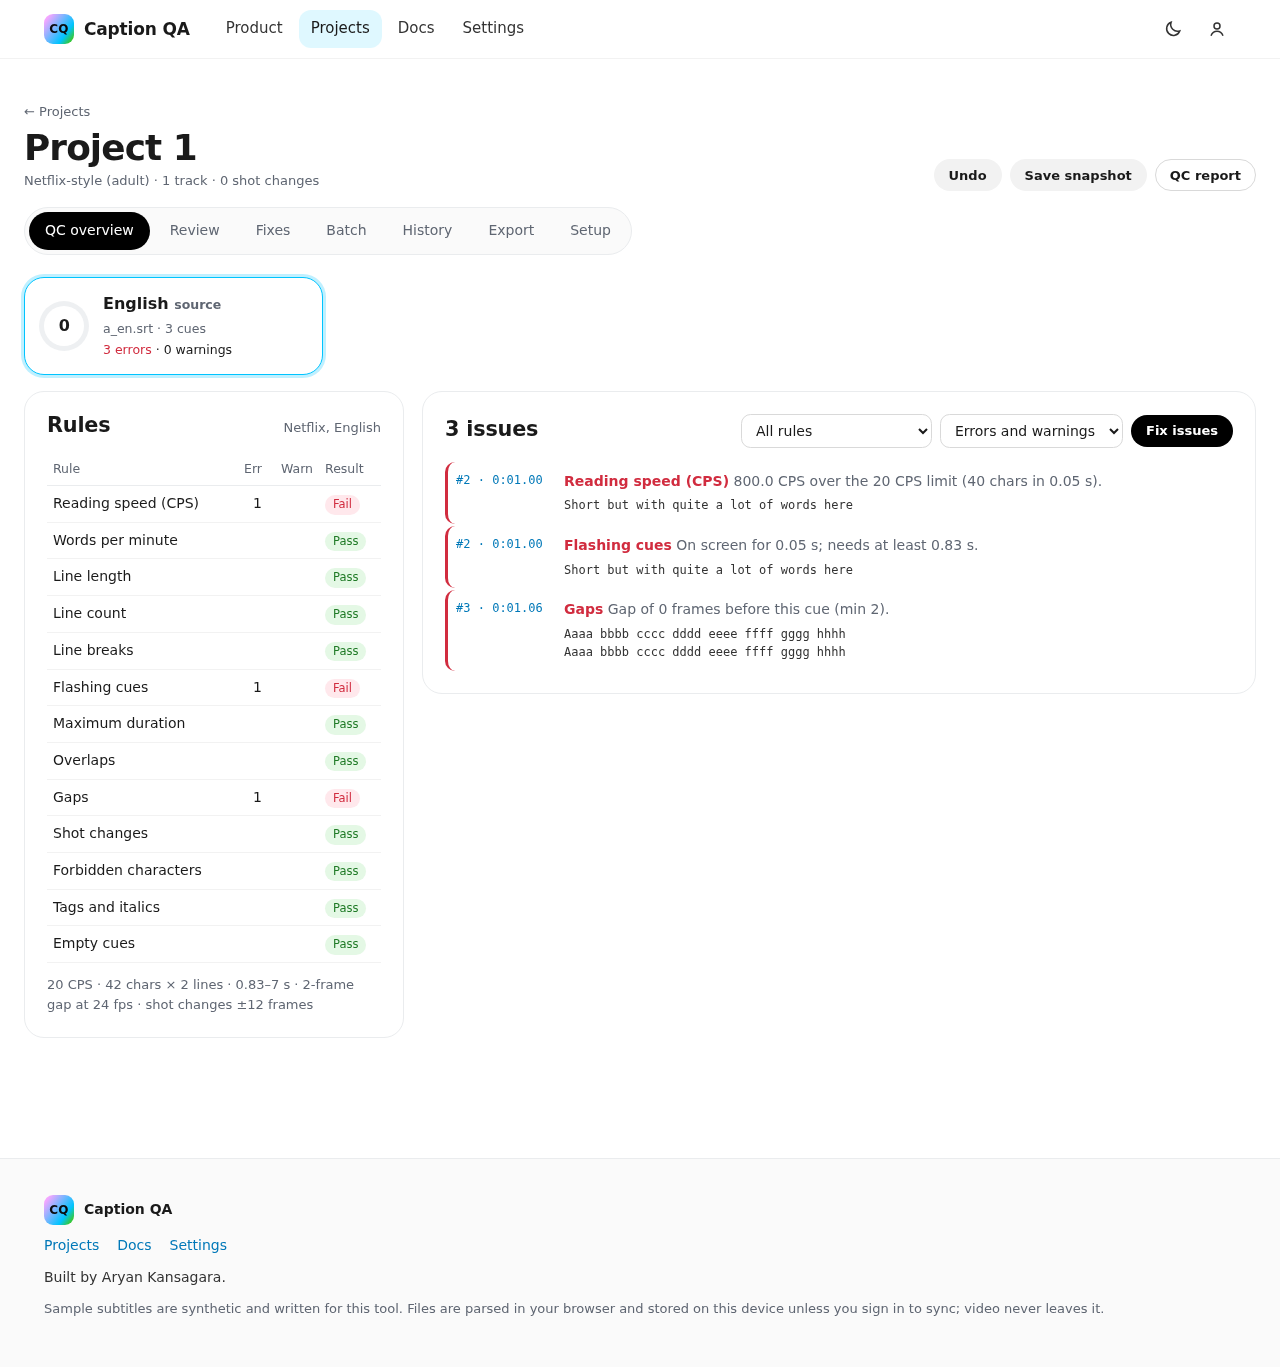 CQ Caption QA Product Projects Docs Settings
← Projects
Project 1
Netflix-style (adult) · 1 track · 0 shot changes
Undo Save snapshot QC report
QC overview Review Fixes Batch History Export Setup
0
English source
a_en.srt · 3 cues
3 errors · 0 warnings
Rules Netflix, English
Rule Err Warn Result
Reading speed (CPS) 1 Fail
Words per minute Pass
Line length Pass
Line count Pass
Line breaks Pass
Flashing cues 1 Fail
Maximum duration Pass
Overlaps Pass
Gaps 1 Fail
Shot changes Pass
Forbidden characters Pass
Tags and italics Pass
Empty cues Pass
20 CPS · 42 chars × 2 lines · 0.83–7 s · 2-frame
gap at 24 fps · shot changes ±12 frames
3 issues All rules Errors and warnings Fix issues
#2 · 0:01.00 Reading speed (CPS) 800.0 CPS over the 20 CPS limit (40 chars in 0.05 s).
Short but with quite a lot of words here
#2 · 0:01.00 Flashing cues On screen for 0.05 s; needs at least 0.83 s.
Short but with quite a lot of words here
#3 · 0:01.06 Gaps Gap of 0 frames before this cue (min 2).
Aaaa bbbb cccc dddd eeee ffff gggg hhhh
Aaaa bbbb cccc dddd eeee ffff gggg hhhh
CQ Caption QA
Projects Docs Settings
Built by Aryan Kansagara.
Sample subtitles are synthetic and written for this tool. Files are parsed in your browser and stored on this device unless you sign in to sync; video never leaves it.